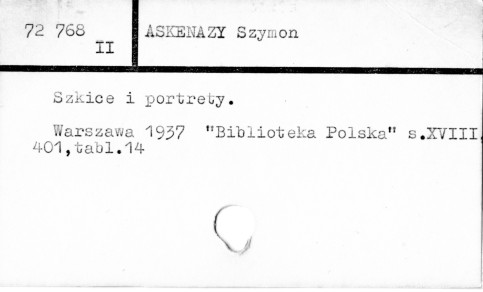 72 768
II
ASKENAZY Szymon
Szkice i portrety.
Warszawa 1937 "Biblioteka Polska" s.XVIII,
401,tabl.14